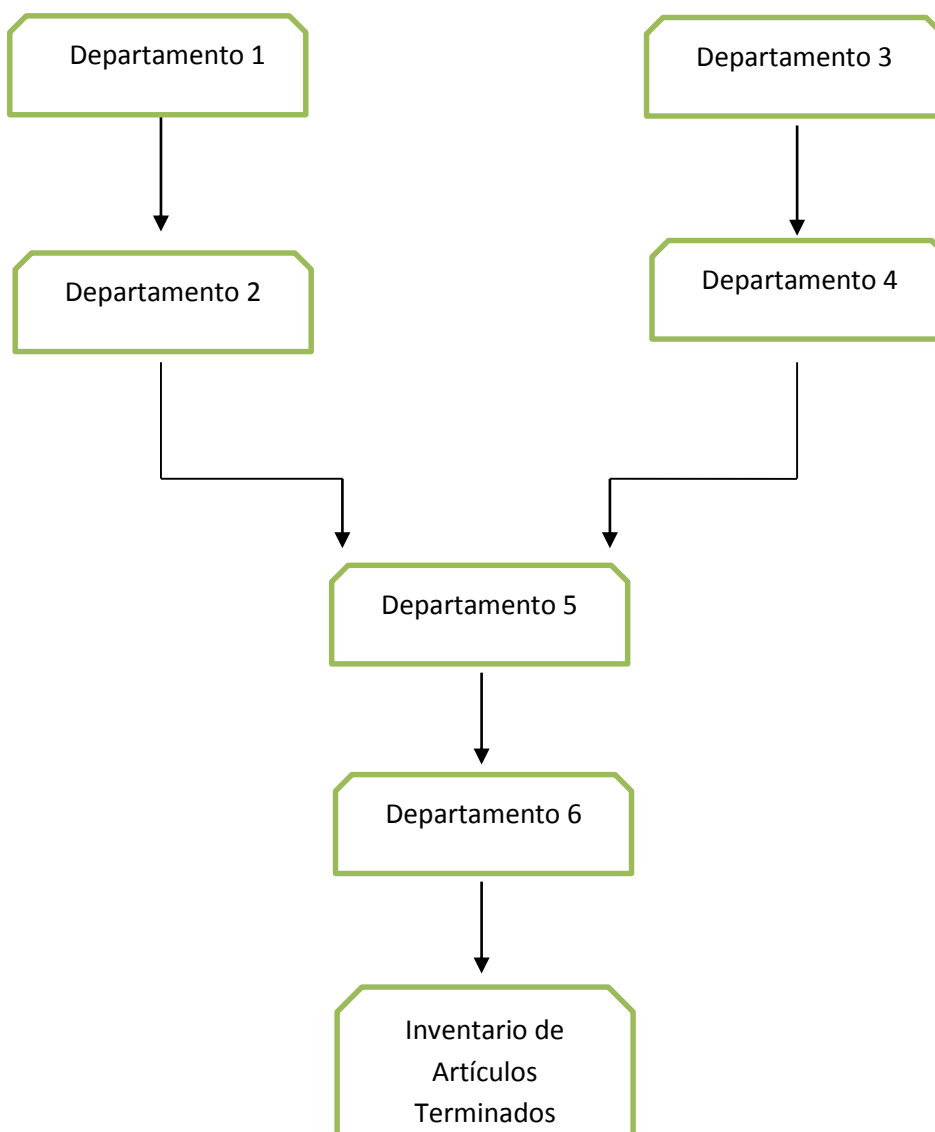 Departamento 1
Departamento 3
Departamento 2
Departamento 4
Departamento 5
Departamento 6
Inventario de
Artículos
Terminados